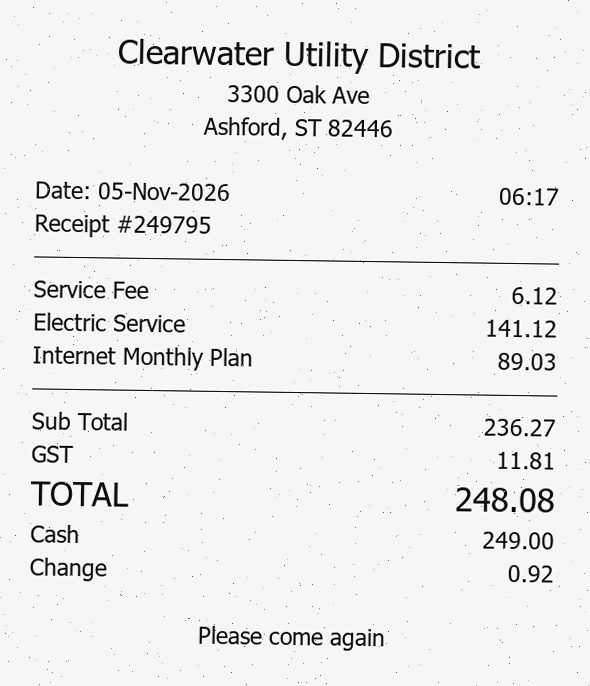 Clearwater Utility District
3300 Oak Ave
Ashford, ST 82446
Date: 05-Nov-2026 06:17
Receipt #249795
Service Fee 6.12
Electric Service 141.12
Internet Monthly Plan 89.03
Sub Total 236.27
GST 11.81
TOTAL 248.08
Cash 249.00
Change 0.92
Please come again